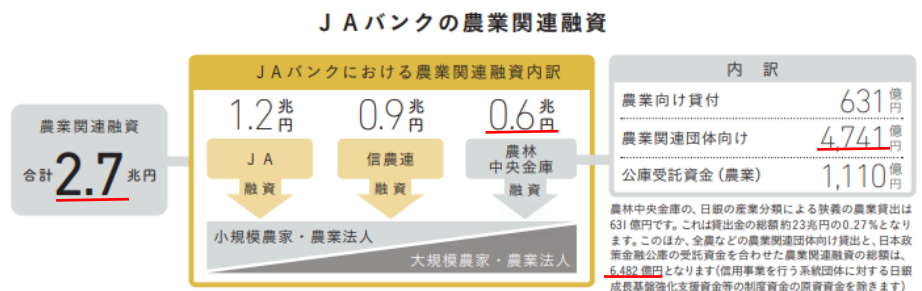 ＪＡバンクの農業関連融資
農業関連融資
合計2.7兆円
ＪＡバンクにおける農業関連融資内訳
1.2兆円
0.9兆円
0.6兆円
ＪＡ
信農連
農林
中央金庫
融資
融資
融資
小規模農家・農業法人
大規模農家・農業法人
内 訳
農業向け貸付 631億円
農業関連団体向け 4,741億円
公庫受託資金（農業） 1,110億円
農林中央金庫の、日銀の産業分類による狭義の農業貸出は
631億円です。これは貸出金の総額約23兆円の0.27％となり
ます。このほか、全農などの農業関連団体向け貸出と、日本政
策金融公庫の受託資金を合わせた農業関連融資の総額は、
6,482億円となります（信用事業を行う系統団体に対する日銀
成長基盤強化支援資金等の制度資金の原資資金を除きます）